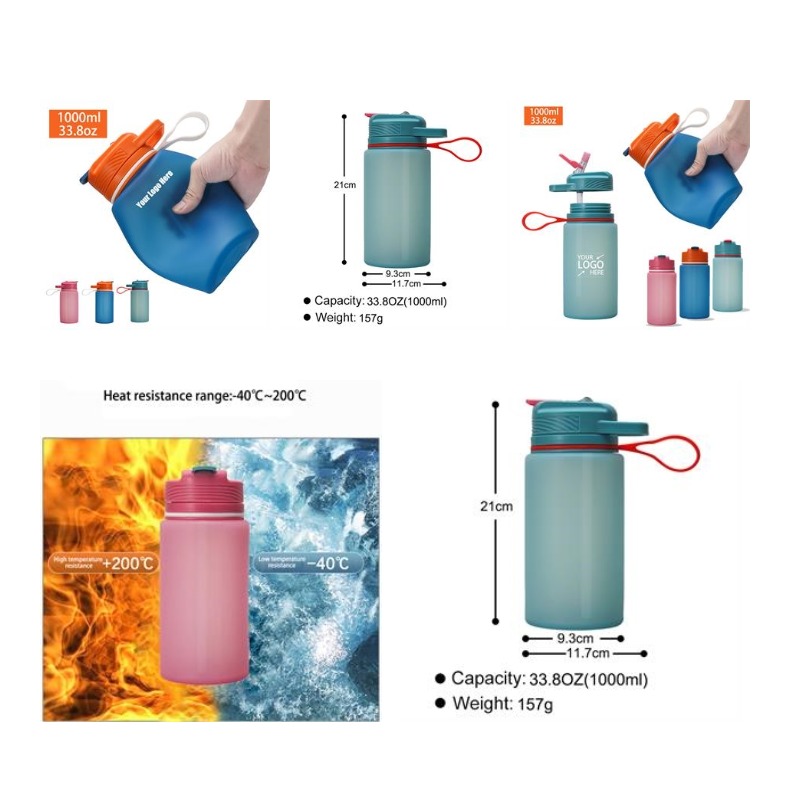 1000ml
33.8oz
Your Logo Here
21cm
9.3cm
11.7cm
● Capacity: 33.8OZ(1000ml)
● Weight: 157g
1000ml
33.8oz
YOUR
LOGO
HERE
Heat resistance range:-40℃~200℃
High temperature
resistance +200℃
Low temperature
resistance −40℃
21cm
9.3cm
11.7cm
● Capacity: 33.8OZ(1000ml)
● Weight: 157g